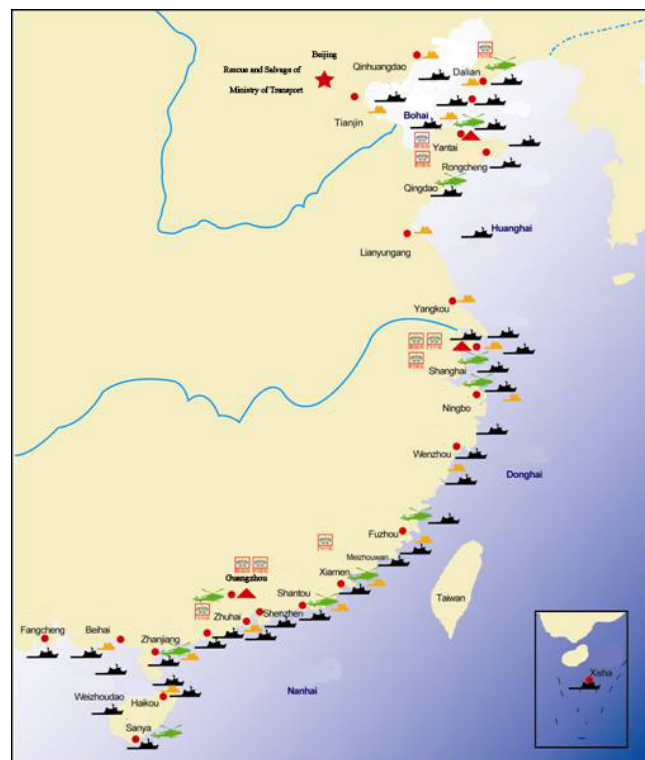 Beijing
Rescue and Salvage of
Ministry of Transport
Qinhuangdao
Dalian
Tianjin
Bohai
Yantai
Rongcheng
Qingdao
Huanghai
Lianyungang
Yangkou
Shanghai
Ningbo
Wenzhou
Donghai
Fuzhou
Meizhouwan
Xiamen
Guangzhou
Shantou
Taiwan
Zhuhai
Shenzhen
Fangcheng
Beihai
Zhanjiang
Xisha
Nanhai
Weizhoudao
Haikou
Sanya